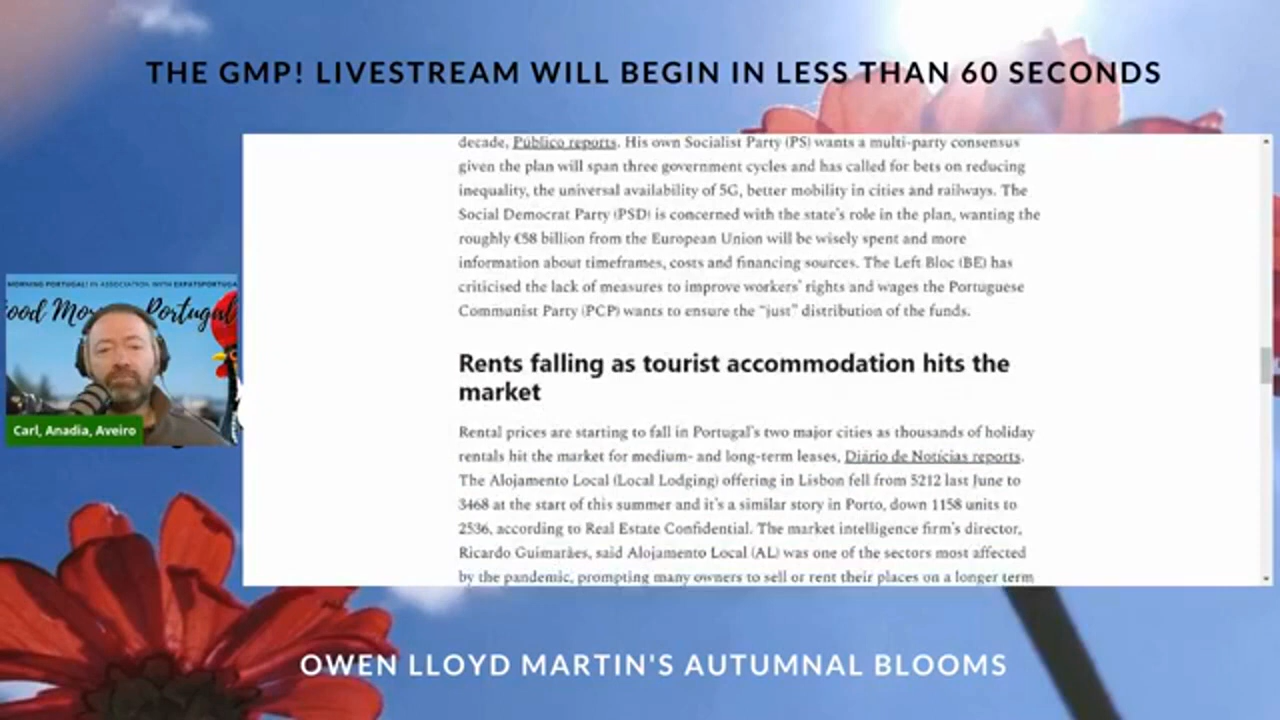 THE GMP! LIVESTREAM WILL BEGIN IN LESS THAN 60 SECONDS
decade, Público reports. His own Socialist Party (PS) wants a multi-party consensus
given the plan will span three government cycles and has called for bets on reducing
inequality, the universal availability of 5G, better mobility in cities and railways. The
Social Democrat Party (PSD) is concerned with the state's role in the plan, wanting the
roughly €58 billion from the European Union will be wisely spent and more
information about timeframes, costs and financing sources. The Left Bloc (BE) has
criticised the lack of measures to improve workers' rights and wages the Portuguese
Communist Party (PCP) wants to ensure the “just” distribution of the funds.
Rents falling as tourist accommodation hits the
market
Rental prices are starting to fall in Portugal's two major cities as thousands of holiday
rentals hit the market for medium- and long-term leases, Diário de Notícias reports.
The Alojamento Local (Local Lodging) offering in Lisbon fell from 5212 last June to
3468 at the start of this summer and it's a similar story in Porto, down 1158 units to
2536, according to Real Estate Confidential. The market intelligence firm's director,
Ricardo Guimarães, said Alojamento Local (AL) was one of the sectors most affected
by the pandemic, prompting many owners to sell or rent their places on a longer term
MORNING PORTUGAL! IN ASSOCIATION WITH EXPATSPORTUGA
ood Mo Portugal
Carl, Anadia, Aveiro
OWEN LLOYD MARTIN'S AUTUMNAL BLOOMS